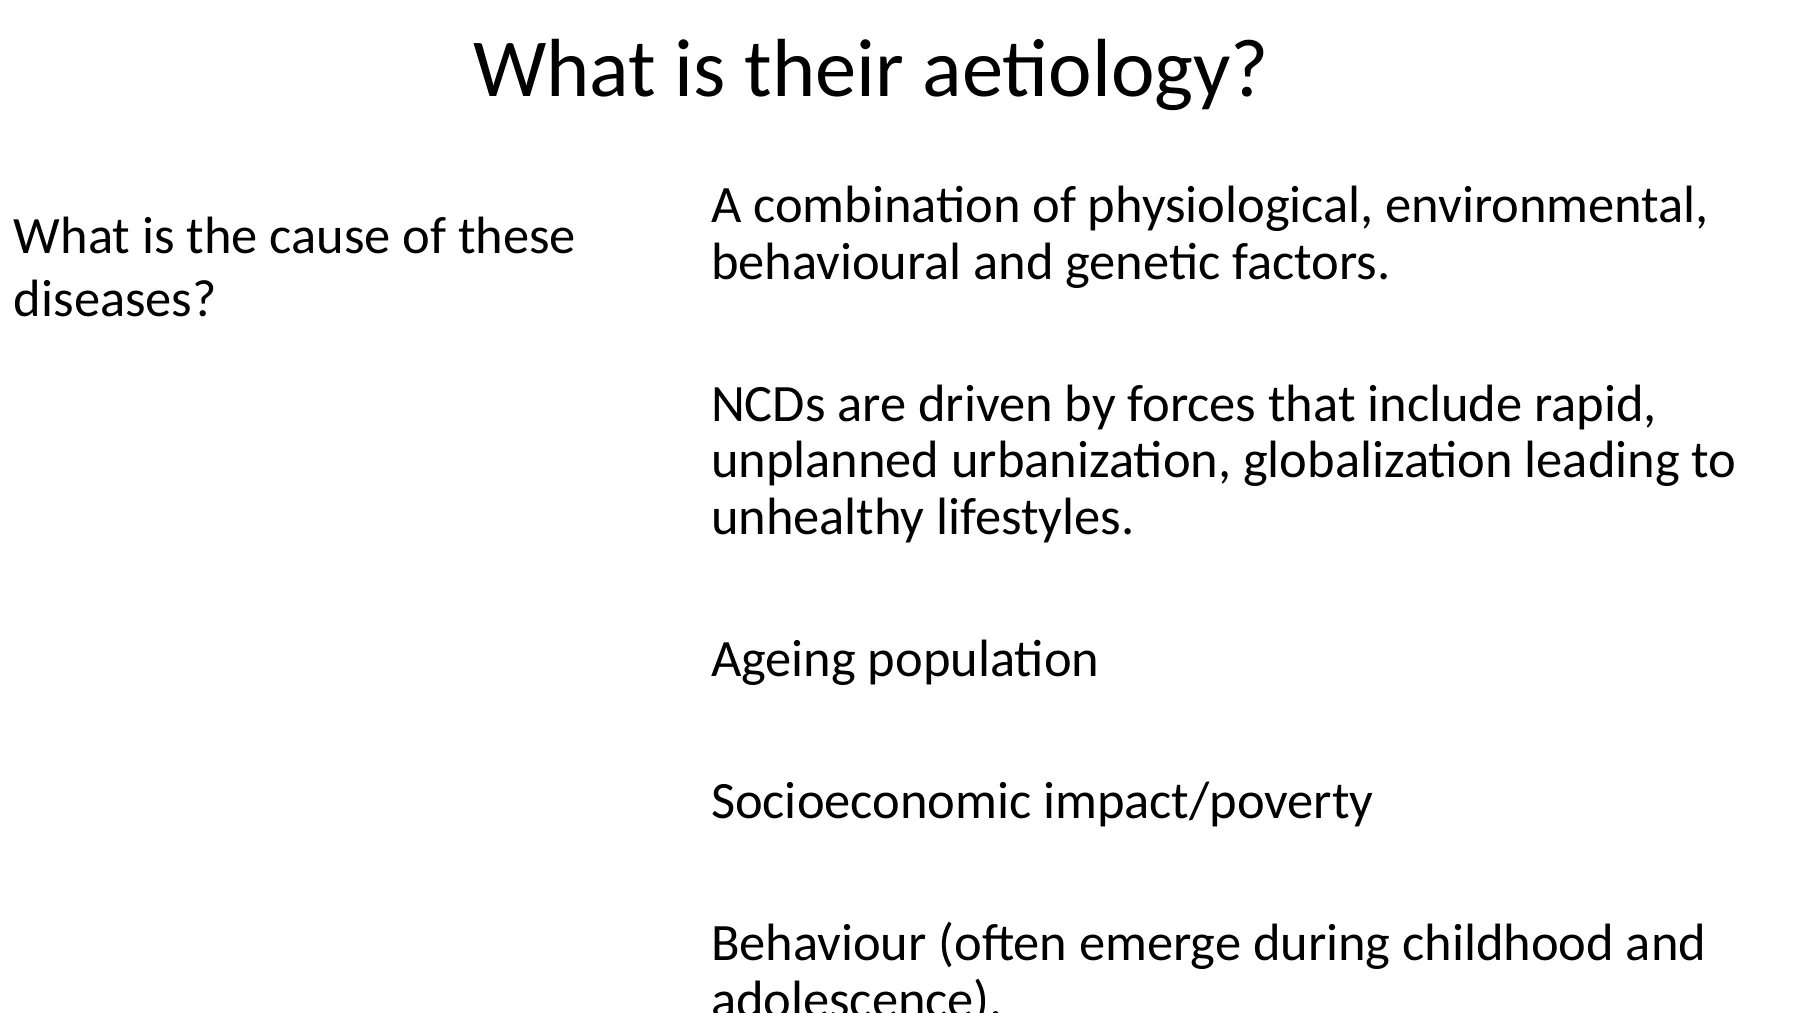 What is their aetiology?
What is the cause of these
diseases?
A combination of physiological, environmental,
behavioural and genetic factors.
NCDs are driven by forces that include rapid,
unplanned urbanization, globalization leading to
unhealthy lifestyles.
Ageing population
Socioeconomic impact/poverty
Behaviour (often emerge during childhood and
adolescence).